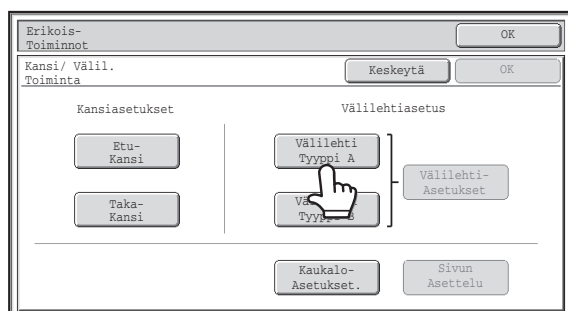 Erikois-
Toiminnot
OK
Kansi/ Välil.
Toiminta
Keskeytä
OK
Kansiasetukset
Välilehtiasetus
Etu-
Kansi
Välilehti
Tyyppi A
Välilehti-
Asetukset
Taka-
Kansi
Tyyppi B
Kaukalo-
Asetukset.
Sivun
Asettelu